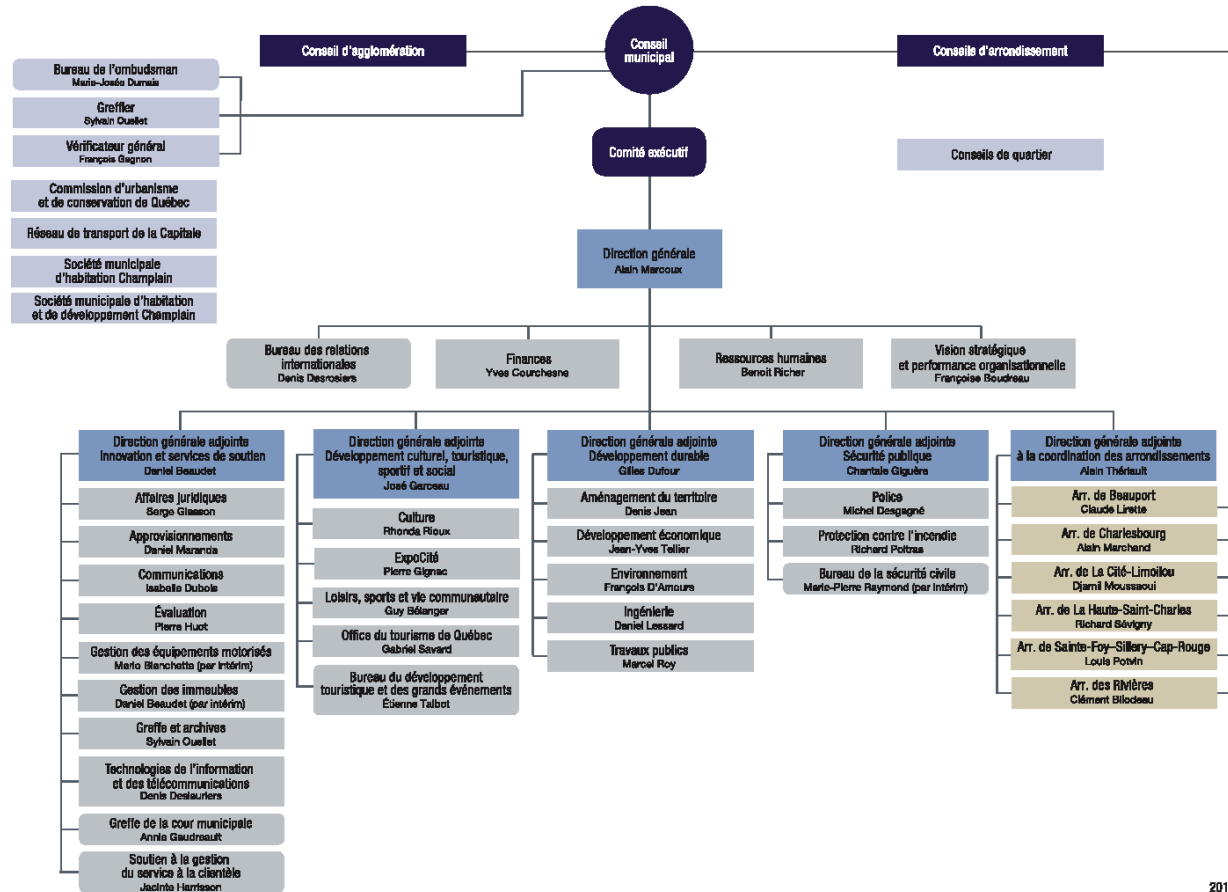 Conseil d'agglomération
Conseil
municipal
Conseils d'arrondissement
Bureau de l'ombudsman
Marie-Josée Dumais
Greffier
Sylvain Ouellet
Vérificateur général
François Gagnon
Comité exécutif
Conseils de quartier
Commission d'urbanisme
et de conservation de Québec
Réseau de transport de la Capitale
Société municipale
d'habitation Champlain
Société municipale d'habitation
et de développement Champlain
Direction générale
Alain Marcoux
Bureau des relations
internationales
Denis Desrosiers
Finances
Yves Courchesne
Ressources humaines
Benoit Richer
Vision stratégique
et performance organisationnelle
Françoise Boudreau
Direction générale adjointe
Innovation et services de soutien
Daniel Beaudet
Affaires juridiques
Serge Giasson
Approvisionnements
Daniel Maranda
Communications
Isabelle Dubois
Évaluation
Pierre Huot
Gestion des équipements motorisés
Mario Blanchette (par intérim)
Gestion des immeubles
Daniel Beaudet (par intérim)
Greffe et archives
Sylvain Ouellet
Technologies de l'information
et des télécommunications
Denis Deslauriers
Greffe de la cour municipale
Annie Gaudreault
Soutien à la gestion
du service à la clientèle
Jacinte Harrisson
Direction générale adjointe
Développement culturel, touristique,
sportif et social
José Garceau
Culture
Rhonda Rioux
ExpoCité
Pierre Gignac
Loisirs, sports et vie communautaire
Guy Bélanger
Office du tourisme de Québec
Gabriel Savard
Bureau du développement
touristique et des grands événements
Étienne Talbot
Direction générale adjointe
Développement durable
Gilles Dufour
Aménagement du territoire
Denis Jean
Développement économique
Jean-Yves Tellier
Environnement
François D'Amours
Ingénierie
Daniel Lessard
Travaux publics
Marcel Roy
Direction générale adjointe
Sécurité publique
Chantale Giguère
Police
Michel Desgagné
Protection contre l'incendie
Richard Poitras
Bureau de la sécurité civile
Marie-Pierre Raymond (par intérim)
Direction générale adjointe
à la coordination des arrondissements
Alain Thériault
Arr. de Beauport
Claude Lirette
Arr. de Charlesbourg
Alain Marchand
Arr. de La Cité-Limoilou
Djamil Moussaoui
Arr. de La Haute-Saint-Charles
Richard Sévigny
Arr. de Sainte-Foy–Sillery–Cap-Rouge
Louis Potvin
Arr. des Rivières
Clément Bilodeau
201